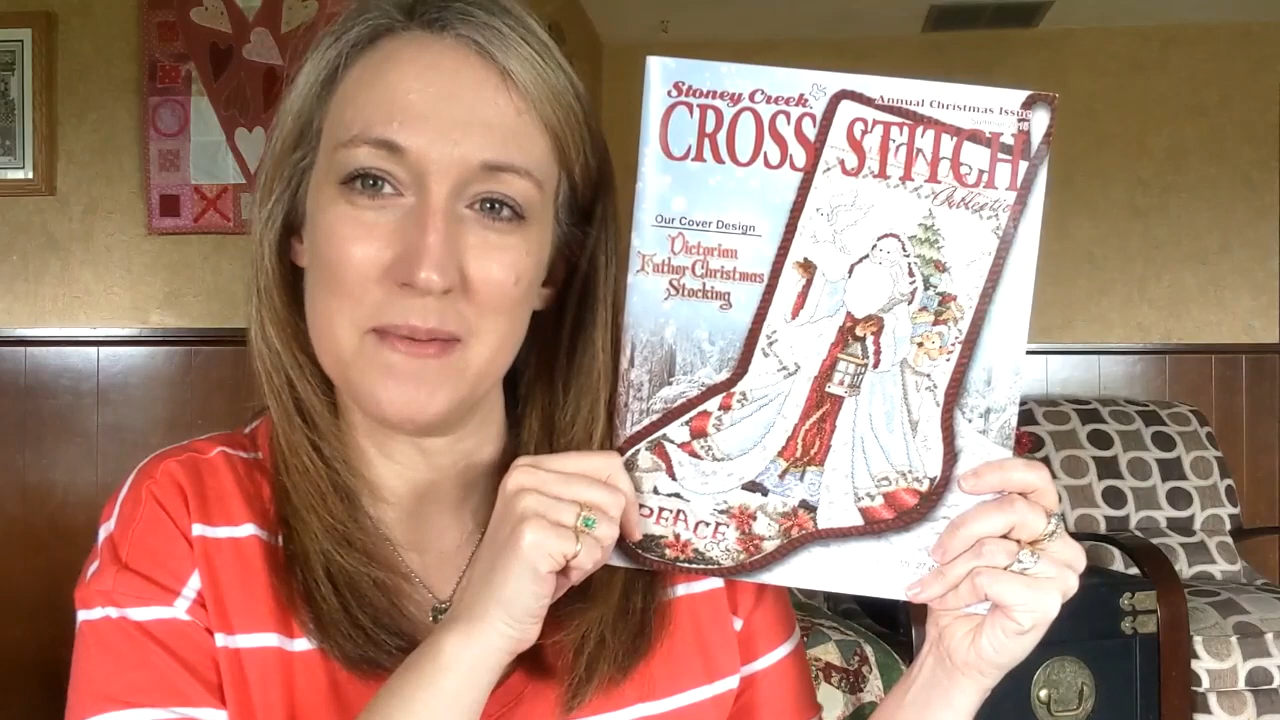 Stoney Creek
Annual Christmas Issue
CROSS STITCH
Collection
Our Cover Design
Victorian
Father Christmas
Stocking
PEACE